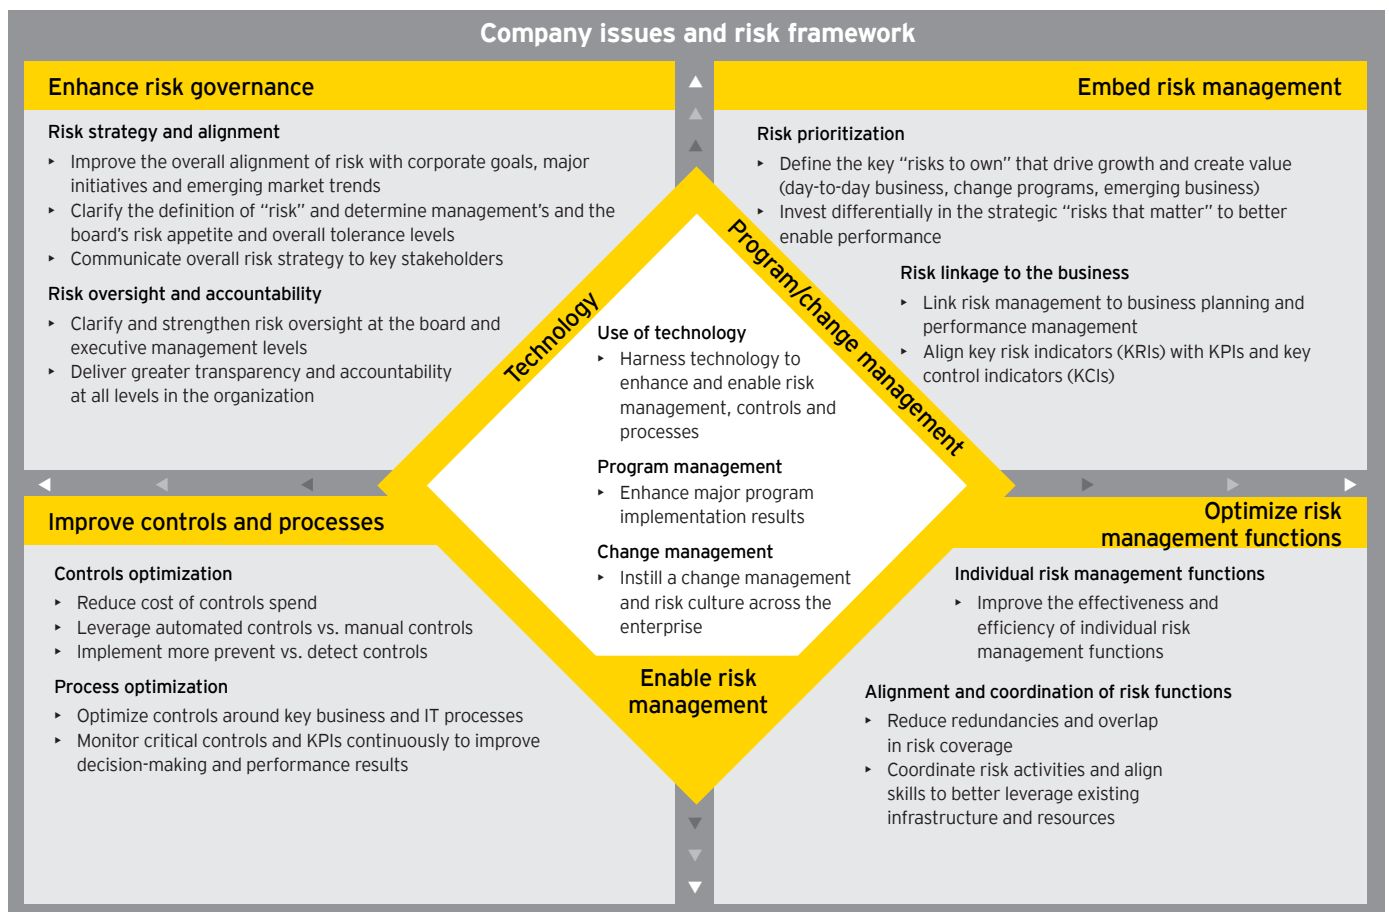 Company issues and risk framework
Enhance risk governance
Risk strategy and alignment
‣ Improve the overall alignment of risk with corporate goals, major
initiatives and emerging market trends
‣ Clarify the definition of “risk” and determine management’s and the
board’s risk appetite and overall tolerance levels
‣ Communicate overall risk strategy to key stakeholders
Risk oversight and accountability
‣ Clarify and strengthen risk oversight at the board and
executive management levels
‣ Deliver greater transparency and accountability
at all levels in the organization
Embed risk management
Risk prioritization
‣ Define the key “risks to own” that drive growth and create value
(day-to-day business, change programs, emerging business)
‣ Invest differentially in the strategic “risks that matter” to better
enable performance
Risk linkage to the business
‣ Link risk management to business planning and
performance management
‣ Align key risk indicators (KRIs) with KPIs and key
control indicators (KCIs)
Technology
Program/change management
Use of technology
‣ Harness technology to
enhance and enable risk
management, controls and
processes
Program management
‣ Enhance major program
implementation results
Change management
‣ Instill a change management
and risk culture across the
enterprise
Enable risk
management
Improve controls and processes
Controls optimization
‣ Reduce cost of controls spend
‣ Leverage automated controls vs. manual controls
‣ Implement more prevent vs. detect controls
Process optimization
‣ Optimize controls around key business and IT processes
‣ Monitor critical controls and KPIs continuously to improve
decision-making and performance results
Optimize risk
management functions
Individual risk management functions
‣ Improve the effectiveness and
efficiency of individual risk
management functions
Alignment and coordination of risk functions
‣ Reduce redundancies and overlap
in risk coverage
‣ Coordinate risk activities and align
skills to better leverage existing
infrastructure and resources